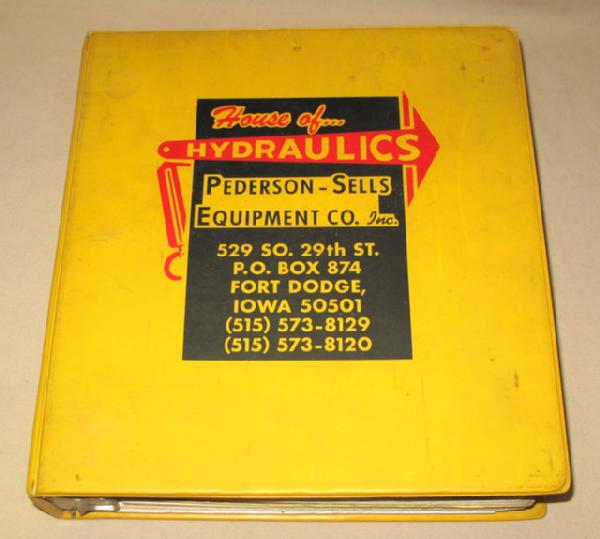 House of...
HYDRAULICS
PEDERSON-SELLS
EQUIPMENT CO. Inc.
529 SO. 29th ST.
P.O. BOX 874
FORT DODGE,
IOWA 50501
(515) 573-8129
(515) 573-8120